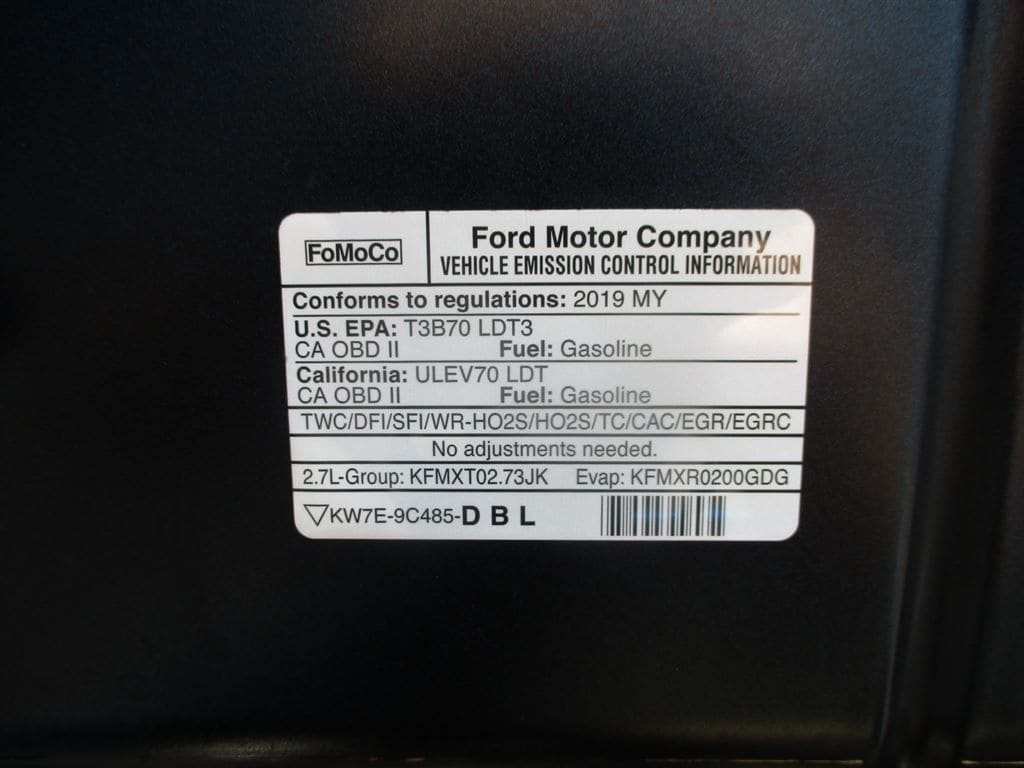 FoMoCo
Ford Motor Company
VEHICLE EMISSION CONTROL INFORMATION
Conforms to regulations: 2019 MY
U.S. EPA: T3B70 LDT3
CA OBD II Fuel: Gasoline
California: ULEV70 LDT
CA OBD II Fuel: Gasoline
TWC/DFI/SFI/WR-HO2S/HO2S/TC/CAC/EGR/EGRC
No adjustments needed.
2.7L-Group: KFMXT02.73JK Evap: KFMXR0200GDG
▽KW7E-9C485-D B L